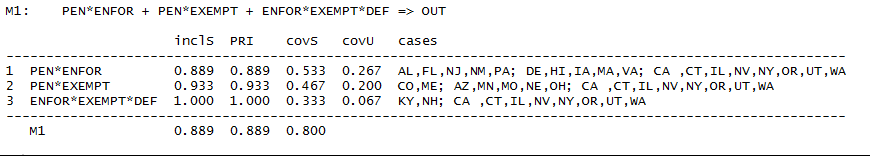 M1:    PEN*ENFOR + PEN*EXEMPT + ENFOR*EXEMPT*DEF => OUT
inclS   PRI   covS   covU   cases
-------------------------------------------------------------------
1  PEN*ENFOR         0.889  0.889  0.533  0.267  AL,FL,NJ,NM,PA; DE,HI,IA,MA,VA; CA ,CT,IL,NV,NY,OR,UT,WA
2  PEN*EXEMPT        0.933  0.933  0.467  0.200  CO,ME; AZ,MN,MO,NE,OH; CA ,CT,IL,NV,NY,OR,UT,WA
3  ENFOR*EXEMPT*DEF  1.000  1.000  0.333  0.067  KY,NH; CA ,CT,IL,NV,NY,OR,UT,WA
-------------------------------------------------------------------
M1                0.889  0.889  0.800